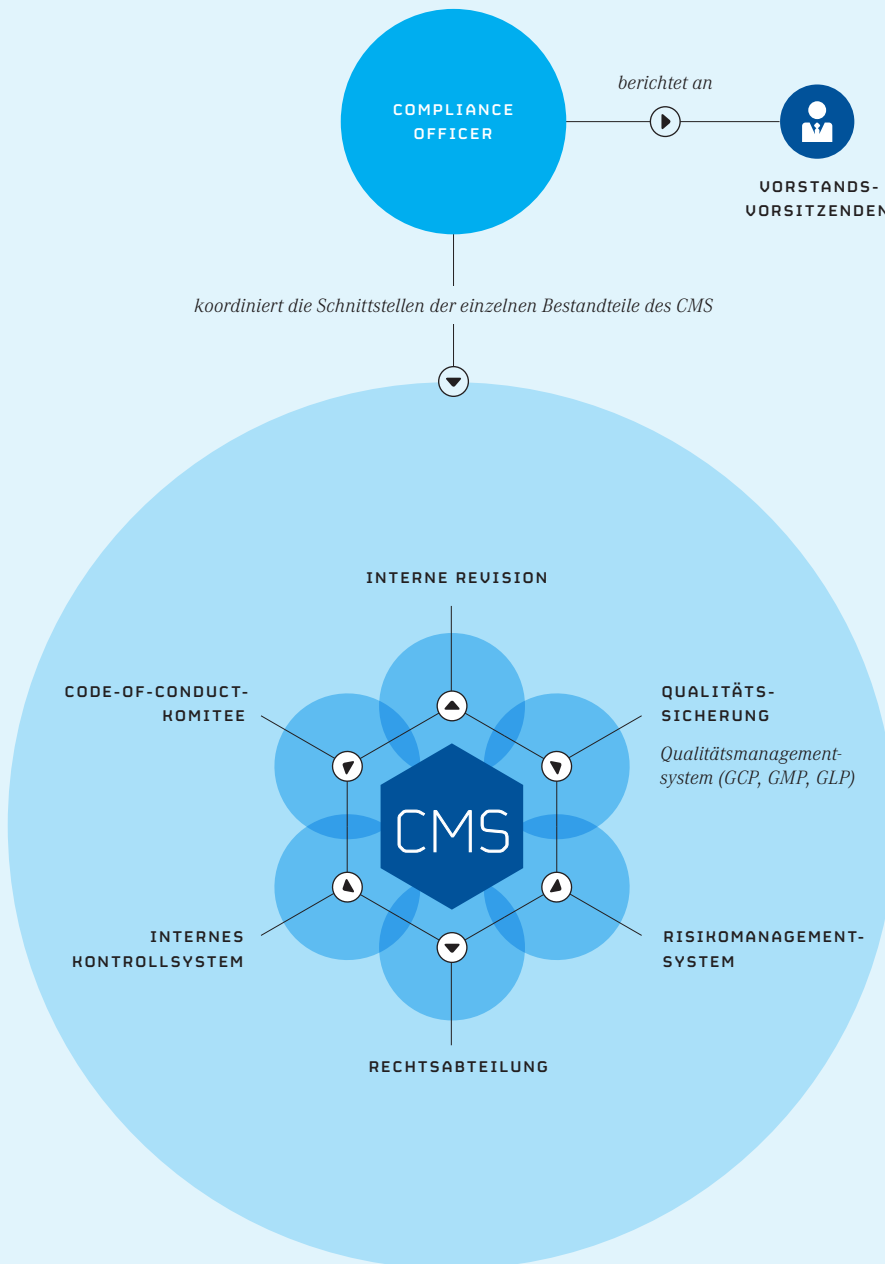 berichtet an
COMPLIANCE
OFFICER
VORSTANDS-
VORSITZENDEN
koordiniert die Schnittstellen der einzelnen Bestandteile des CMS
INTERNE REVISION
CODE-OF-CONDUCT-
KOMITEE
QUALITÄTS-
SICHERUNG
Qualitätsmanagement-
system (GCP, GMP, GLP)
CMS
INTERNES
KONTROLLSYSTEM
RISIKOMANAGEMENT-
SYSTEM
RECHTSABTEILUNG